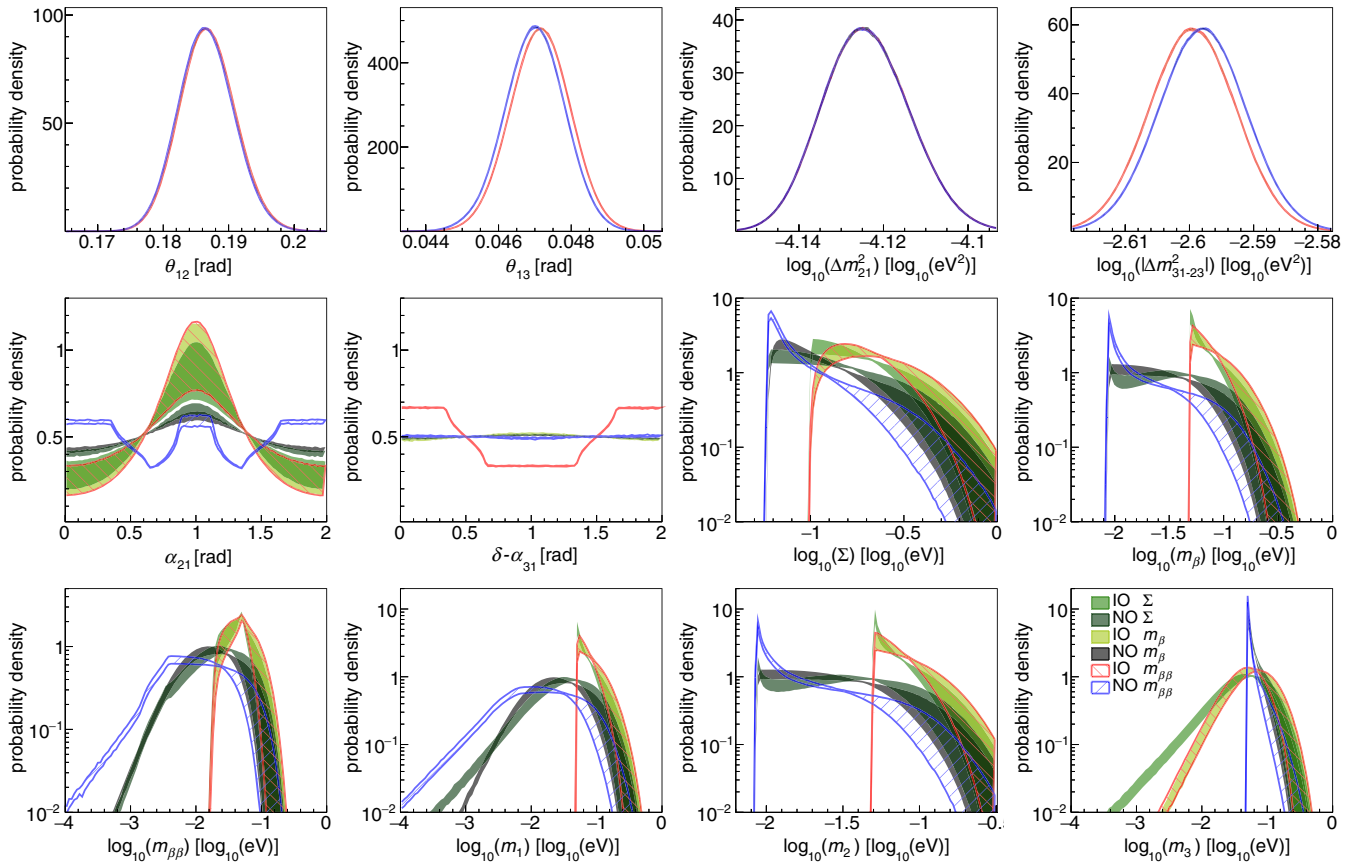 probability density
100
50
0.17 0.18 0.19 0.2
θ12 [rad]
probability density
400
200
0.044 0.046 0.048 0.05
θ13 [rad]
probability density
40
30
20
10
−4.14 −4.12 −4.1
log10(Δm²21) [log10(eV²)]
probability density
60
40
20
−2.61 −2.6 −2.59 −2.58
log10(|Δm²31-23|) [log10(eV²)]
probability density
1
0.5
0 0.5 1 1.5 2
α21 [rad]
probability density
1
0.5
0 0.5 1 1.5 2
δ-α31 [rad]
probability density
10
1
10−1
10−2
−1 −0.5 0
log10(Σ) [log10(eV)]
probability density
10
1
10−1
10−2
−2 −1.5 −1 −0.5 0
log10(mβ) [log10(eV)]
probability density
1
10−1
10−2
−4 −3 −2 −1 0
log10(mββ) [log10(eV)]
probability density
10
1
10−1
10−2
−4 −3 −2 −1 0
log10(m1) [log10(eV)]
probability density
10
1
10−1
10−2
−2 −1.5 −1 −0.5
log10(m2) [log10(eV)]
probability density
10
1
10−1
10−2
IO Σ
NO Σ
IO mβ
NO mβ
IO mββ
NO mββ
−4 −3 −2 −1 0
log10(m3) [log10(eV)]